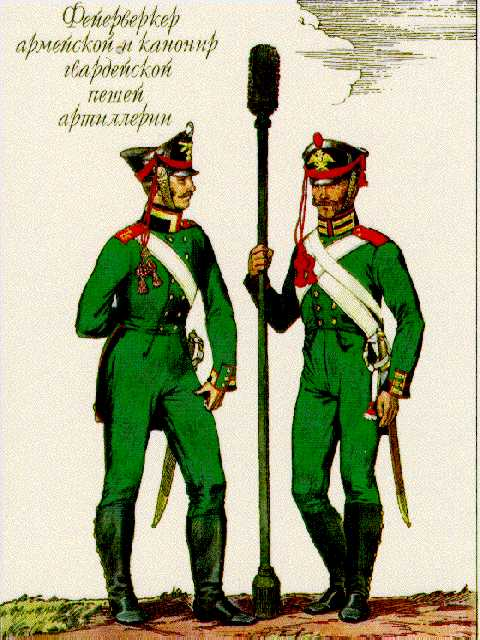 Фейерверкер
армейской и канонир
гвардейской
пешей
артиллерии